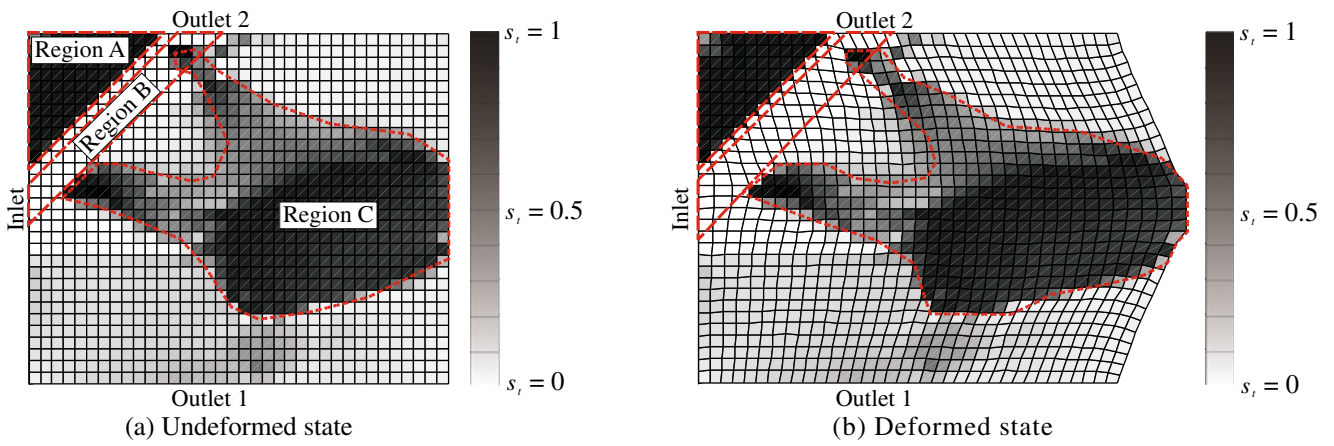 Outlet 2
Region A
Region B
Region C
Inlet
Outlet 1
s_t = 1
s_t = 0.5
s_t = 0
(a) Undeformed state
Outlet 2
Inlet
Outlet 1
s_t = 1
s_t = 0.5
s_t = 0
(b) Deformed state